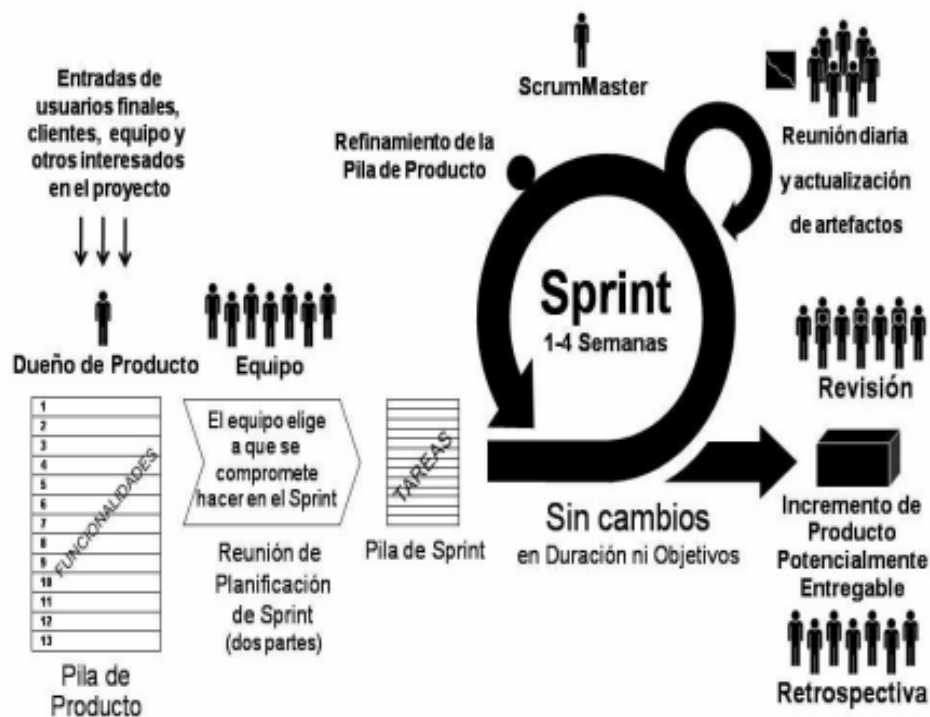 Entradas de
usuarios finales,
clientes, equipo y
otros interesados
en el proyecto
Dueño de Producto
1
2
3
4
5
6
7
8
9
10
11
12
13
FUNCIONALIDADES
Pila de
Producto
Equipo
El equipo elige
a que se
compromete
hacer en el Sprint
Reunión de
Planificación
de Sprint
(dos partes)
TAREAS
Pila de Sprint
ScrumMaster
Refinamiento de la
Pila de Producto
Sprint
1-4 Semanas
Sin cambios
en Duración ni Objetivos
Reunión diaria
y actualización
de artefactos
Revisión
Incremento de
Producto
Potencialmente
Entregable
Retrospectiva